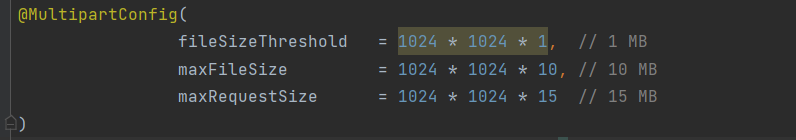 @MultipartConfig(
fileSizeThreshold = 1024 * 1024 * 1, // 1 MB
maxFileSize = 1024 * 1024 * 10, // 10 MB
maxRequestSize = 1024 * 1024 * 15 // 15 MB
)